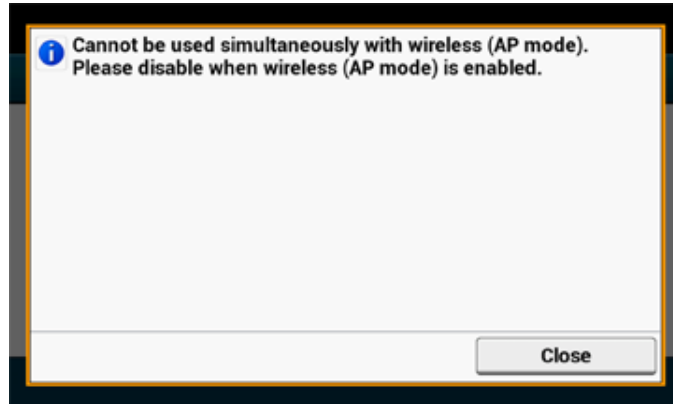 Cannot be used simultaneously with wireless (AP mode).
Please disable when wireless (AP mode) is enabled.
Close